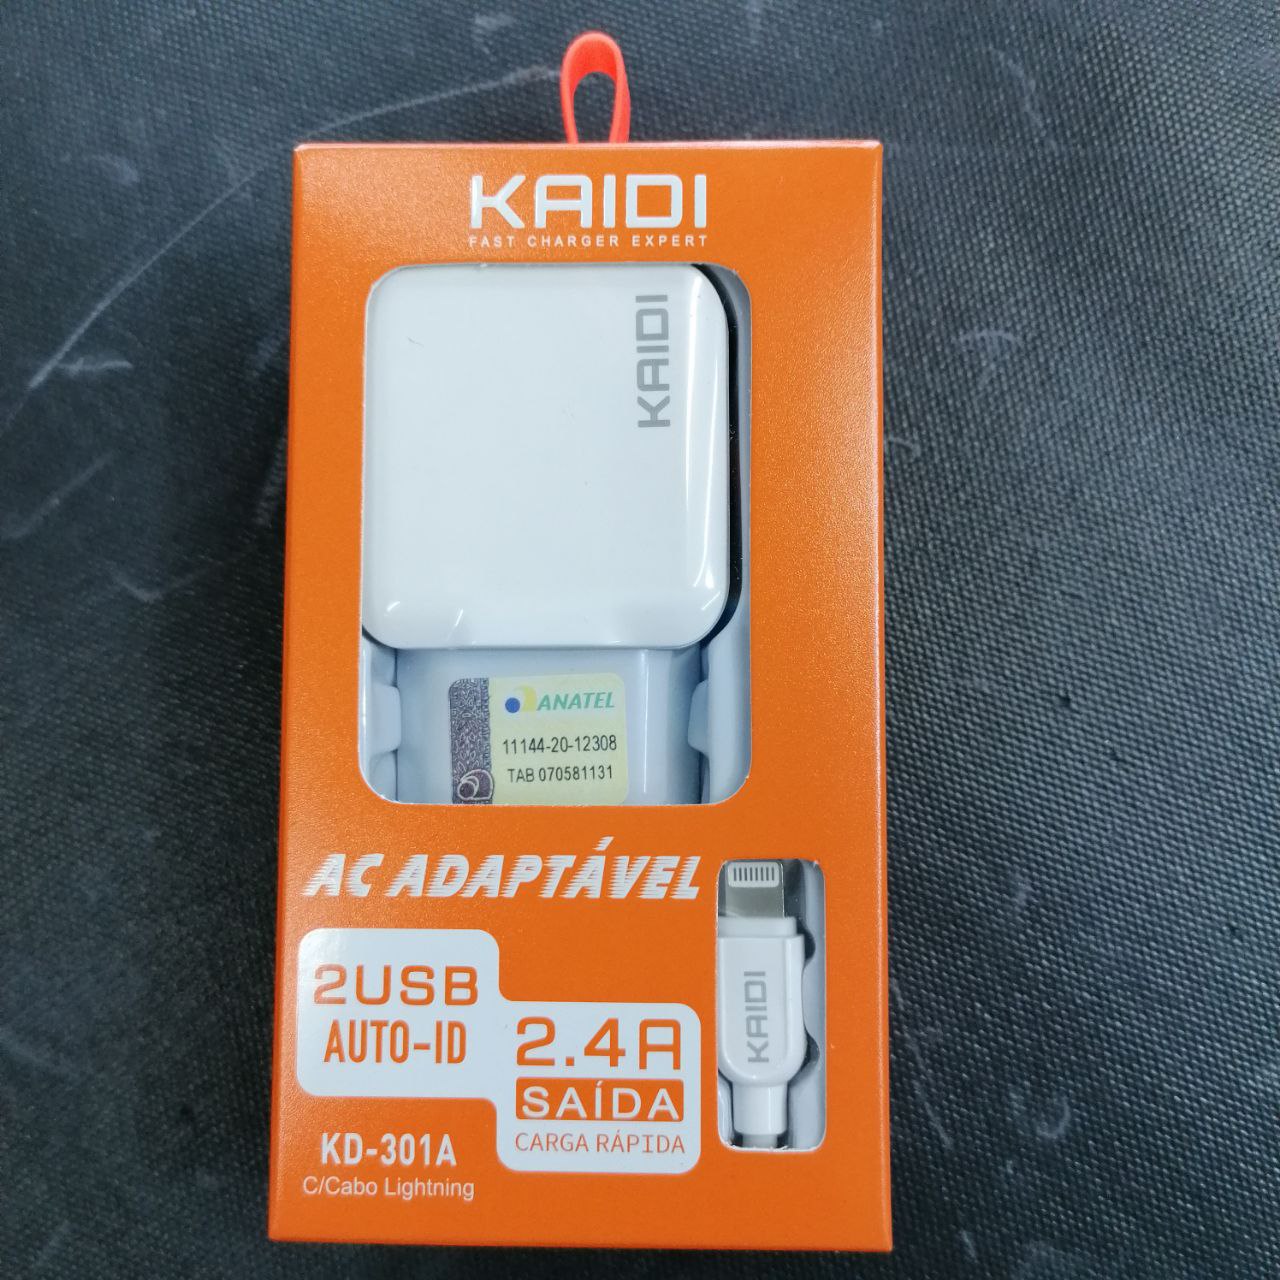 KAIDI
FAST CHARGER EXPERT
KAIDI
ANATEL
11144-20-12308
TAB 070581131
AC ADAPTÁVEL
2USB
AUTO-ID
2.4A
SAÍDA
CARGA RÁPIDA
KAIDI
KD-301A
C/Cabo Lightning